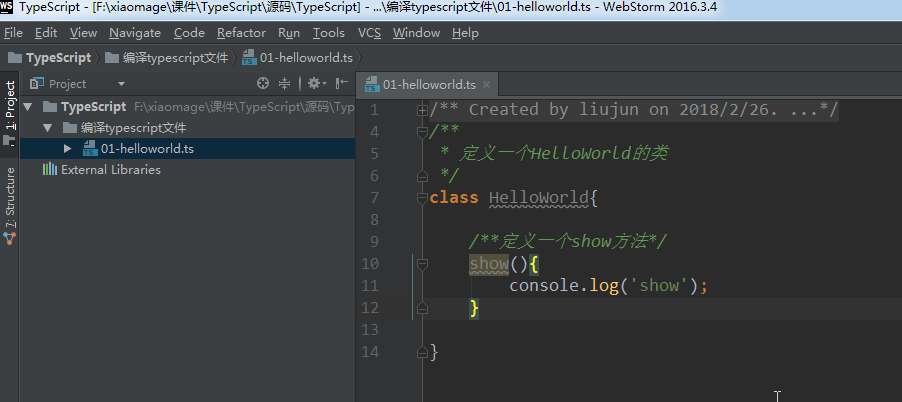 WS TypeScript - [F:\xiaomage\课件\TypeScript\源码\TypeScript] - ...\编译typescript文件\01-helloworld.ts - WebStorm 2016.3.4
File Edit View Navigate Code Refactor Run Tools VCS Window Help
TypeScript 编译typescript文件 01-helloworld.ts
1: Project
Project
01-helloworld.ts ×
TypeScript F:\xiaomage\课件\TypeScript\源码\Typ
编译typescript文件
01-helloworld.ts
External Libraries
7: Structure
1 /** Created by liujun on 2018/2/26. ...*/
4 /**
5 * 定义一个HelloWorld的类
6 */
7 class HelloWorld{
8
9 /**定义一个show方法*/
10 show(){
11 console.log('show');
12 }
13
14 }